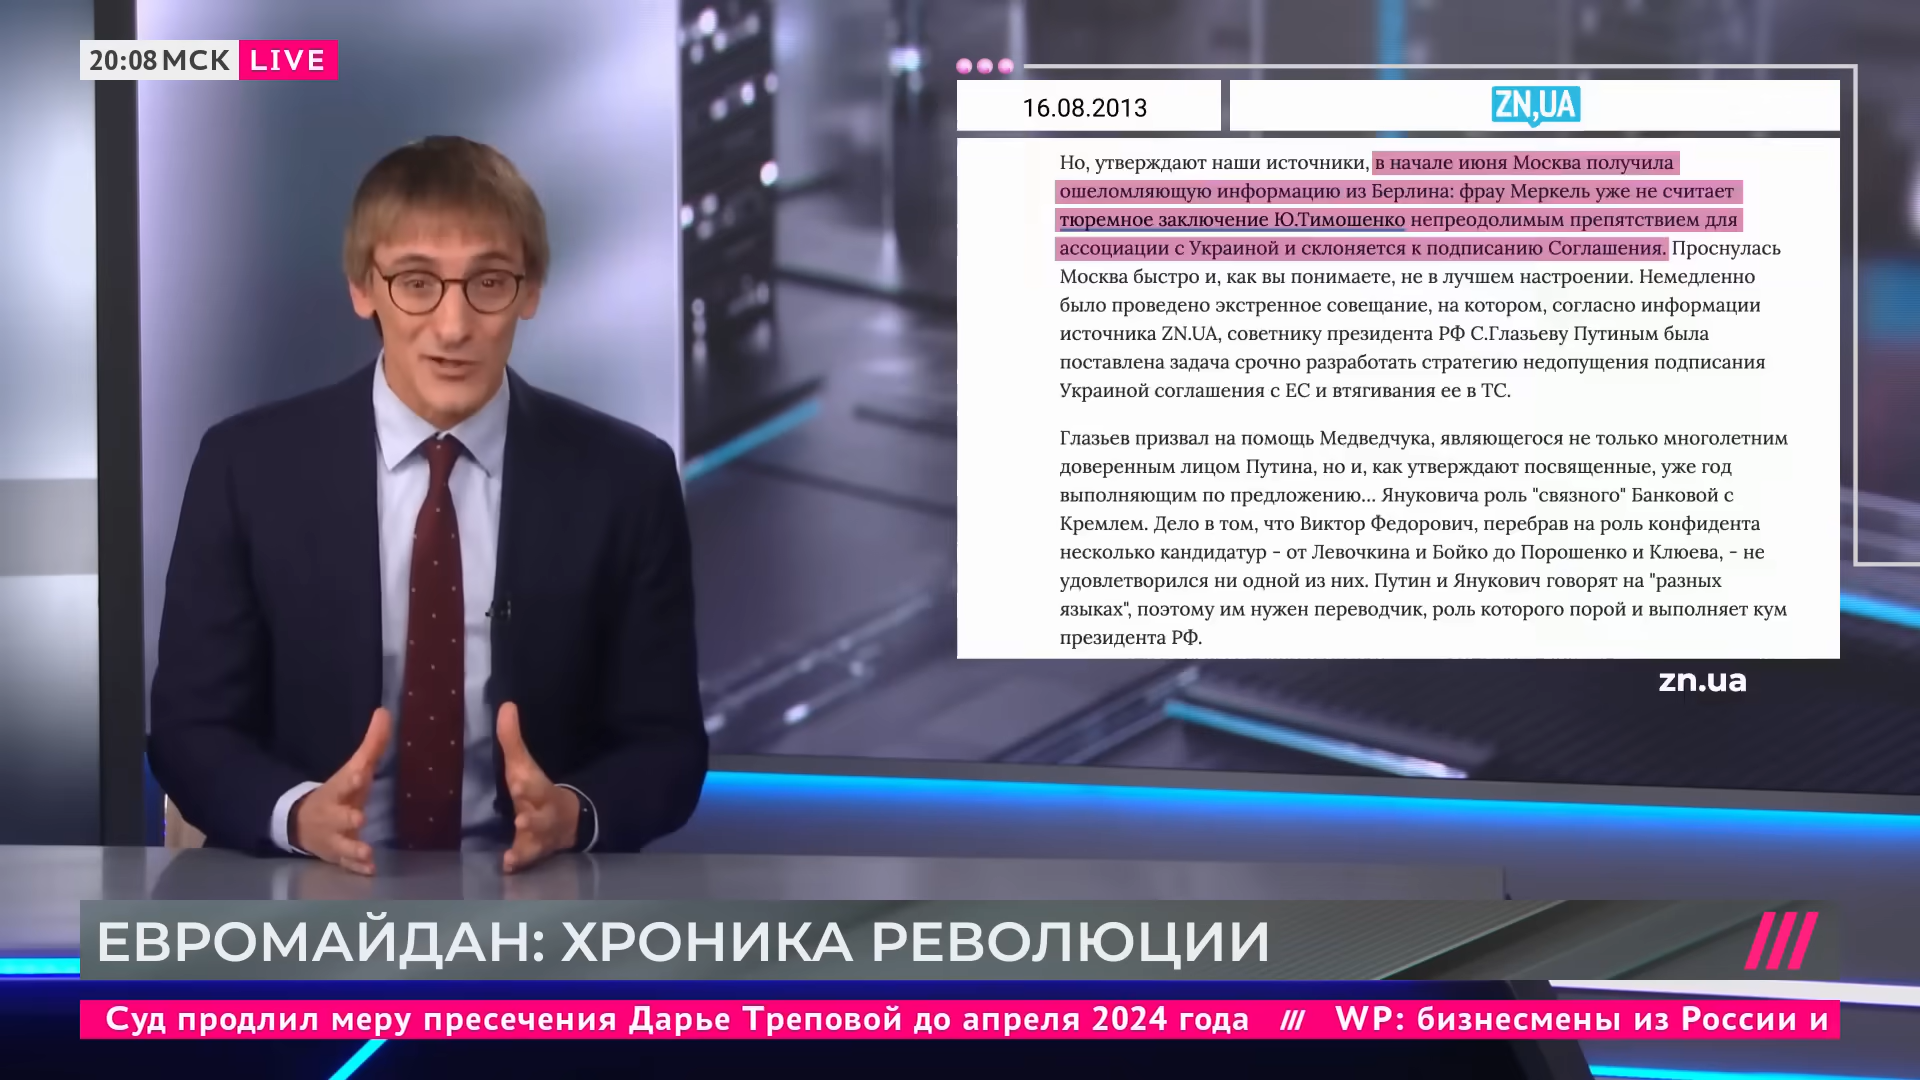 20:08 МСК LIVE
16.08.2013
ZN,UA
Но, утверждают наши источники, в начале июня Москва получила
ошеломляющую информацию из Берлина: фрау Меркель уже не считает
тюремное заключение Ю.Тимошенко непреодолимым препятствием для
ассоциации с Украиной и склоняется к подписанию Соглашения. Проснулась
Москва быстро и, как вы понимаете, не в лучшем настроении. Немедленно
было проведено экстренное совещание, на котором, согласно информации
источника ZN.UA, советнику президента РФ С.Глазьеву Путиным была
поставлена задача срочно разработать стратегию недопущения подписания
Украиной соглашения с ЕС и втягивания ее в ТС.
Глазьев призвал на помощь Медведчука, являющегося не только многолетним
доверенным лицом Путина, но и, как утверждают посвященные, уже год
выполняющим по предложению... Януковича роль "связного" Банковой с
Кремлем. Дело в том, что Виктор Федорович, перебрав на роль конфидента
несколько кандидатур - от Левочкина и Бойко до Порошенко и Клюева, - не
удовлетворился ни одной из них. Путин и Янукович говорят на "разных
языках", поэтому им нужен переводчик, роль которого порой и выполняет кум
президента РФ.
zn.ua
ЕВРОМАЙДАН: ХРОНИКА РЕВОЛЮЦИИ
Суд продлил меру пресечения Дарье Треповой до апреля 2024 года /// WP: бизнесмены из России и